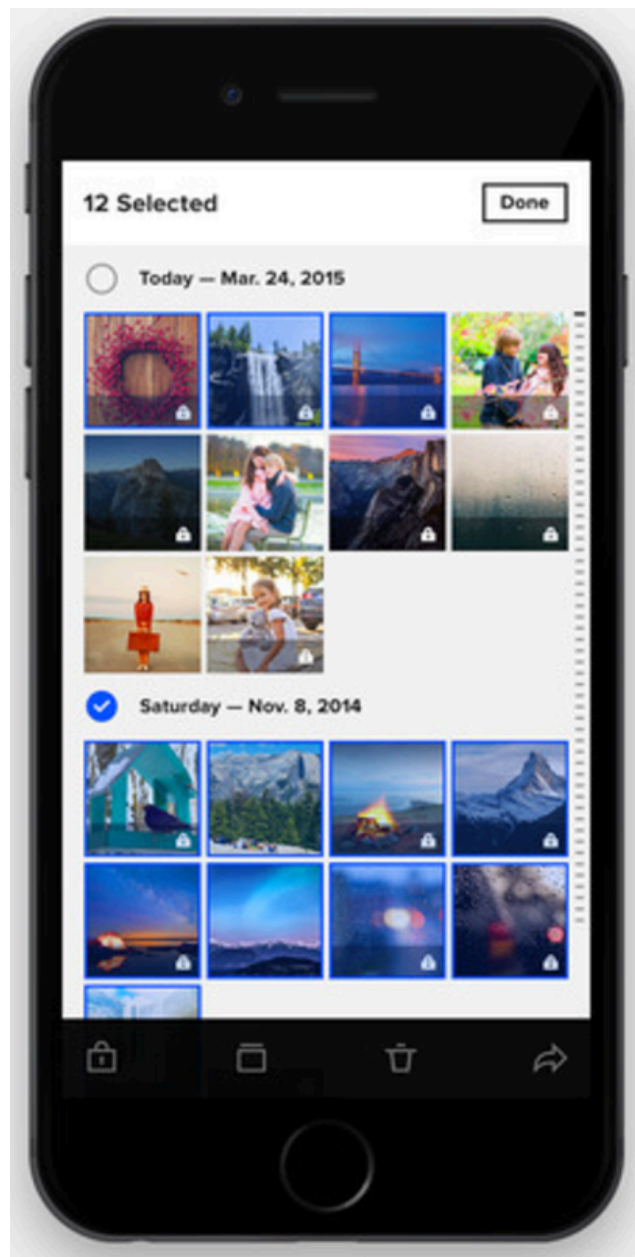 12 Selected
Done
Today — Mar. 24, 2015
Saturday — Nov. 8, 2014